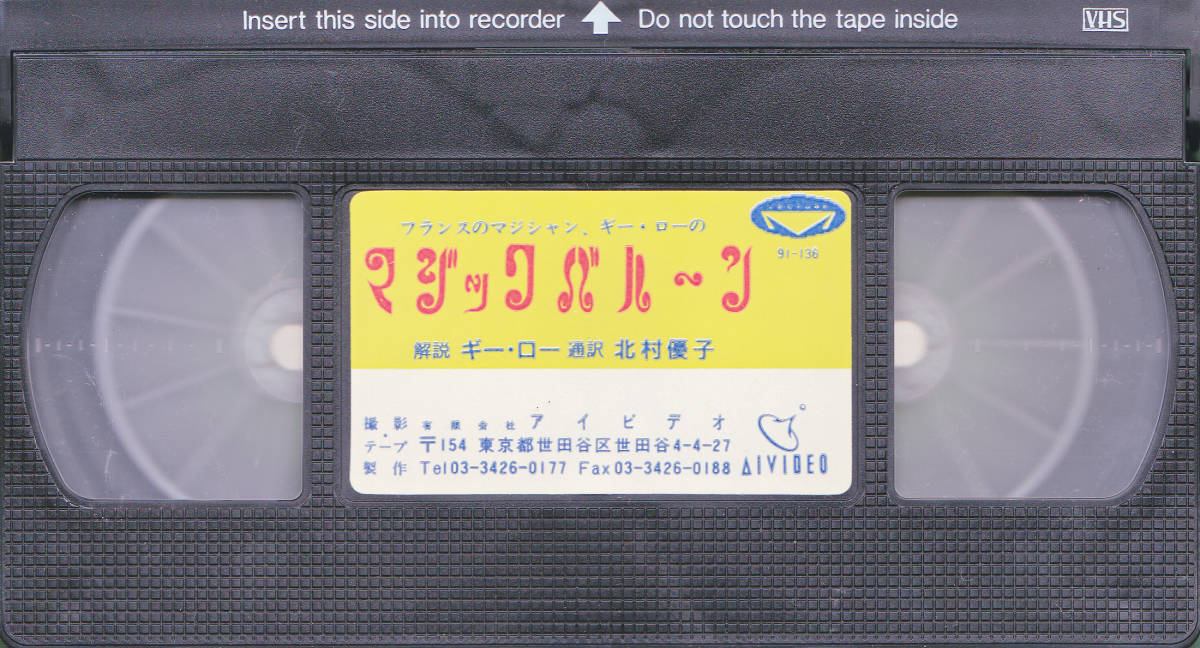 Insert this side into recorder Do not touch the tape inside VHS
フランスのマジシャン、ギー・ローの
91-136
マジックバルーン
解説 ギー・ロー 通訳 北村優子
撮影 有限会社 アイビデオ
テープ 〒154 東京都世田谷区世田谷4-4-27
製作 Tel 03-3426-0177 Fax 03-3426-0188
AIVIDEO